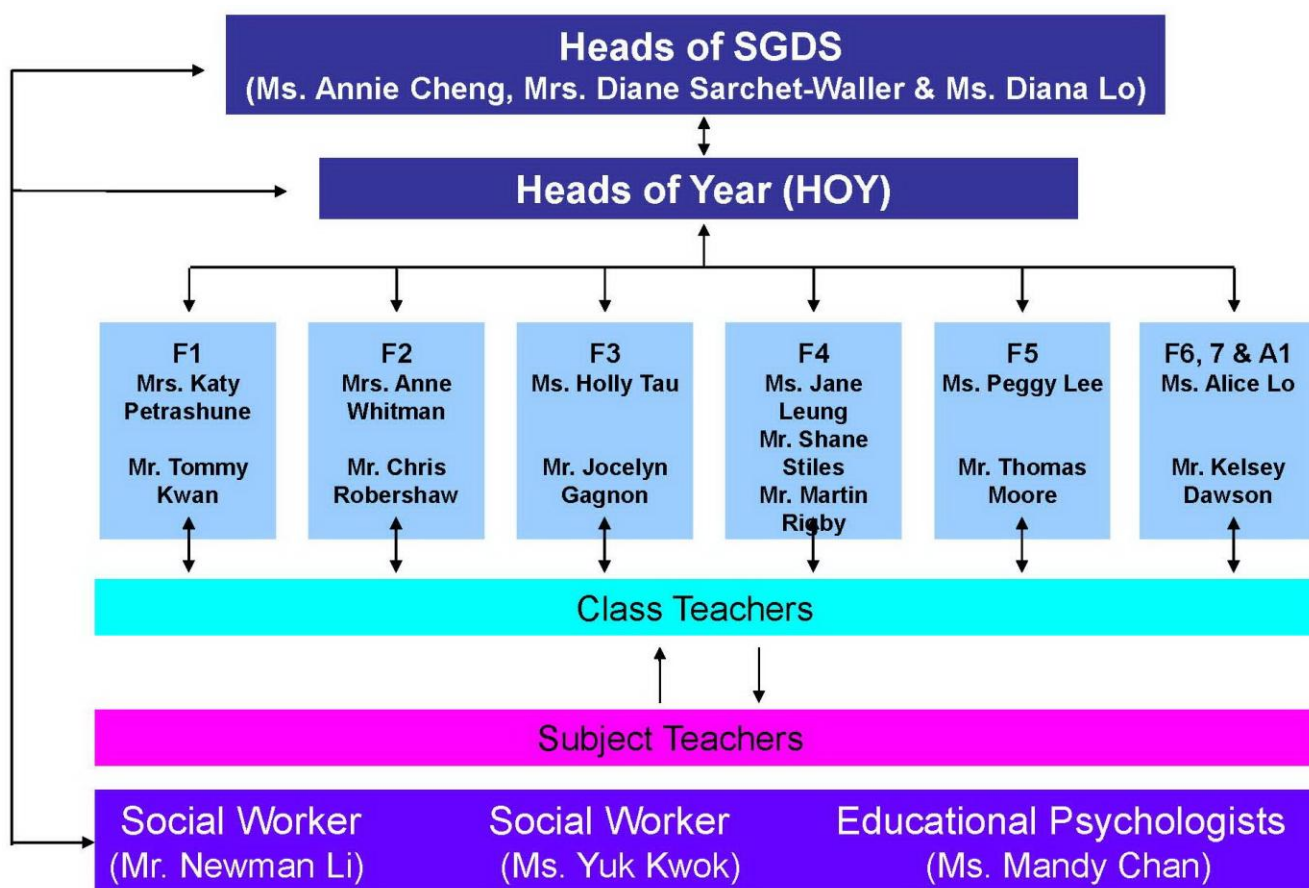 Heads of SGDS
(Ms. Annie Cheng, Mrs. Diane Sarchet-Waller & Ms. Diana Lo)
Heads of Year (HOY)
F1
Mrs. Katy
Petrashune
Mr. Tommy
Kwan
F2
Mrs. Anne
Whitman
Mr. Chris
Robershaw
F3
Ms. Holly Tau
Mr. Jocelyn
Gagnon
F4
Ms. Jane
Leung
Mr. Shane
Stiles
Mr. Martin
Rigby
F5
Ms. Peggy Lee
Mr. Thomas
Moore
F6, 7 & A1
Ms. Alice Lo
Mr. Kelsey
Dawson
Class Teachers
Subject Teachers
Social Worker
(Mr. Newman Li)
Social Worker
(Ms. Yuk Kwok)
Educational Psychologists
(Ms. Mandy Chan)